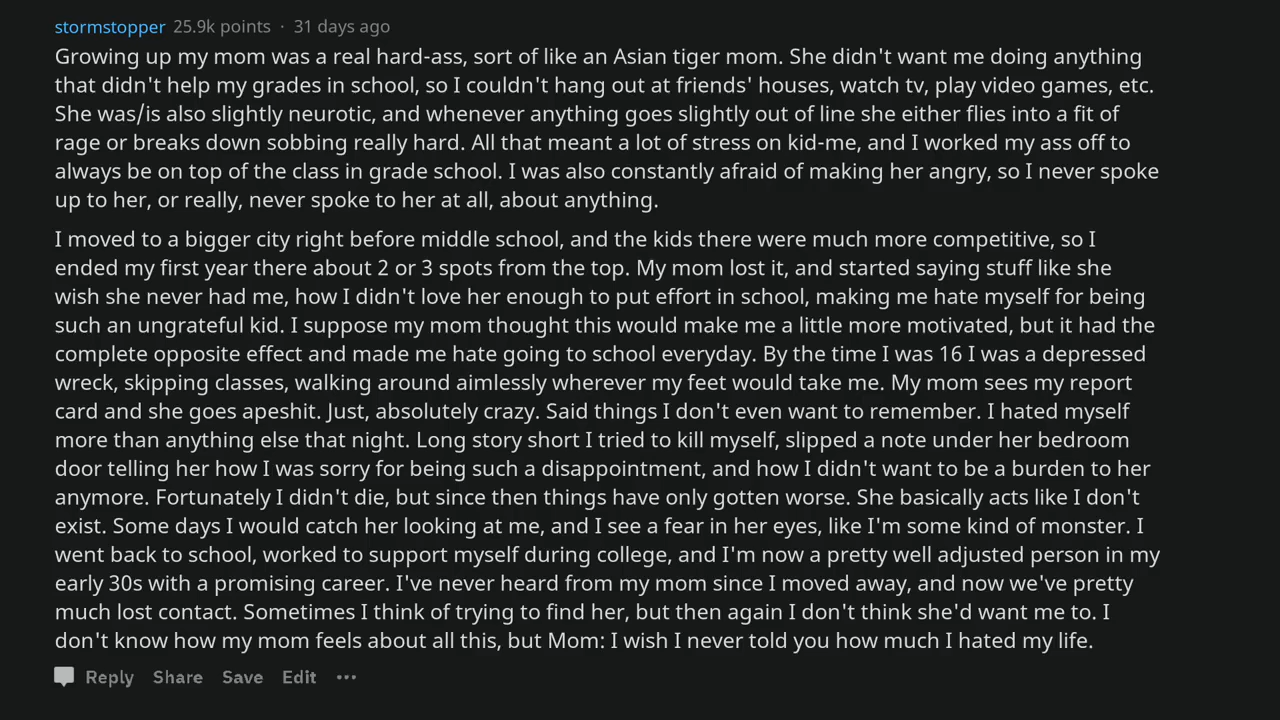 stormstopper 25.9k points · 31 days ago
Growing up my mom was a real hard-ass, sort of like an Asian tiger mom. She didn't want me doing anything
that didn't help my grades in school, so I couldn't hang out at friends' houses, watch tv, play video games, etc.
She was/is also slightly neurotic, and whenever anything goes slightly out of line she either flies into a fit of
rage or breaks down sobbing really hard. All that meant a lot of stress on kid-me, and I worked my ass off to
always be on top of the class in grade school. I was also constantly afraid of making her angry, so I never spoke
up to her, or really, never spoke to her at all, about anything.
I moved to a bigger city right before middle school, and the kids there were much more competitive, so I
ended my first year there about 2 or 3 spots from the top. My mom lost it, and started saying stuff like she
wish she never had me, how I didn't love her enough to put effort in school, making me hate myself for being
such an ungrateful kid. I suppose my mom thought this would make me a little more motivated, but it had the
complete opposite effect and made me hate going to school everyday. By the time I was 16 I was a depressed
wreck, skipping classes, walking around aimlessly wherever my feet would take me. My mom sees my report
card and she goes apeshit. Just, absolutely crazy. Said things I don't even want to remember. I hated myself
more than anything else that night. Long story short I tried to kill myself, slipped a note under her bedroom
door telling her how I was sorry for being such a disappointment, and how I didn't want to be a burden to her
anymore. Fortunately I didn't die, but since then things have only gotten worse. She basically acts like I don't
exist. Some days I would catch her looking at me, and I see a fear in her eyes, like I'm some kind of monster. I
went back to school, worked to support myself during college, and I'm now a pretty well adjusted person in my
early 30s with a promising career. I've never heard from my mom since I moved away, and now we've pretty
much lost contact. Sometimes I think of trying to find her, but then again I don't think she'd want me to. I
don't know how my mom feels about all this, but Mom: I wish I never told you how much I hated my life.
Reply Share Save Edit •••